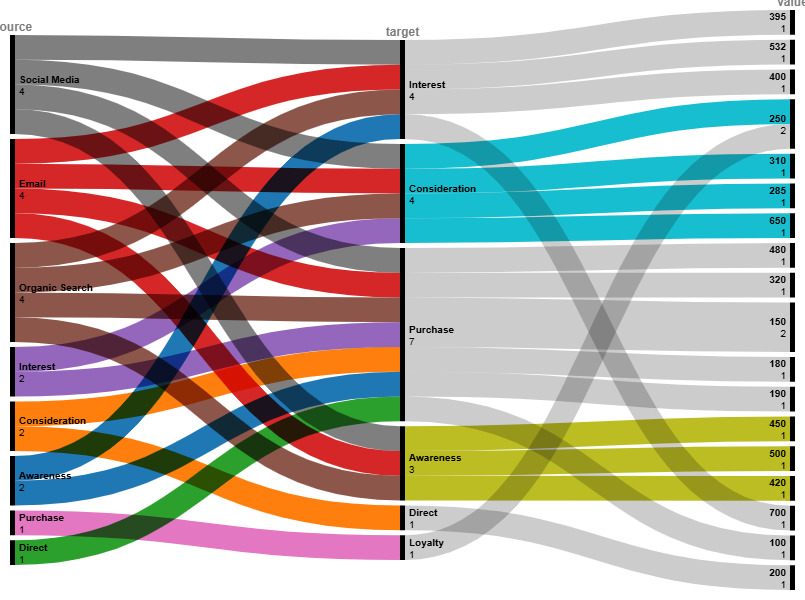 ource
Social Media
4
Email
4
Organic Search
4
Interest
2
Consideration
2
Awareness
2
Purchase
1
Direct
1
target
Interest
4
Consideration
4
Purchase
7
Awareness
3
Direct
1
Loyalty
1
value
395
1
532
1
400
1
250
2
310
1
285
1
650
1
480
1
320
1
150
2
180
1
190
1
450
1
500
1
420
1
700
1
100
1
200
1